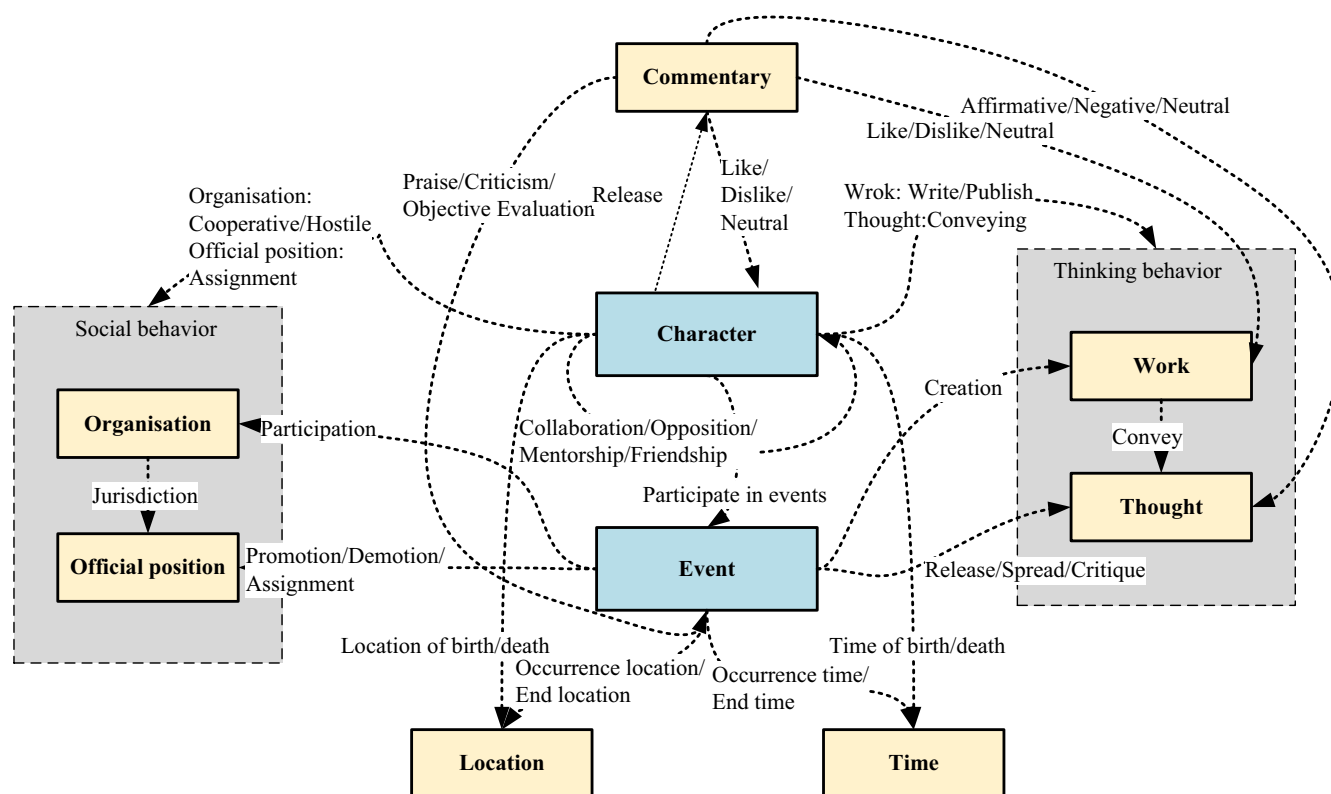 Commentary
Affirmative/Negative/Neutral
Like/Dislike/Neutral
Praise/Criticism/
Objective Evaluation
Release
Like/
Dislike/
Neutral
Organisation:
Cooperative/Hostile
Official position:
Assignment
Wrok: Write/Publish
Thought:Conveying
Social behavior
Thinking behavior
Character
Work
Creation
Organisation
Participation
Collaboration/Opposition/
Mentorship/Friendship
Convey
Jurisdiction
Participate in events
Thought
Official position
Promotion/Demotion/
Assignment
Event
Release/Spread/Critique
Location of birth/death
Time of birth/death
Occurrence location/
End location
Occurrence time/
End time
Location
Time